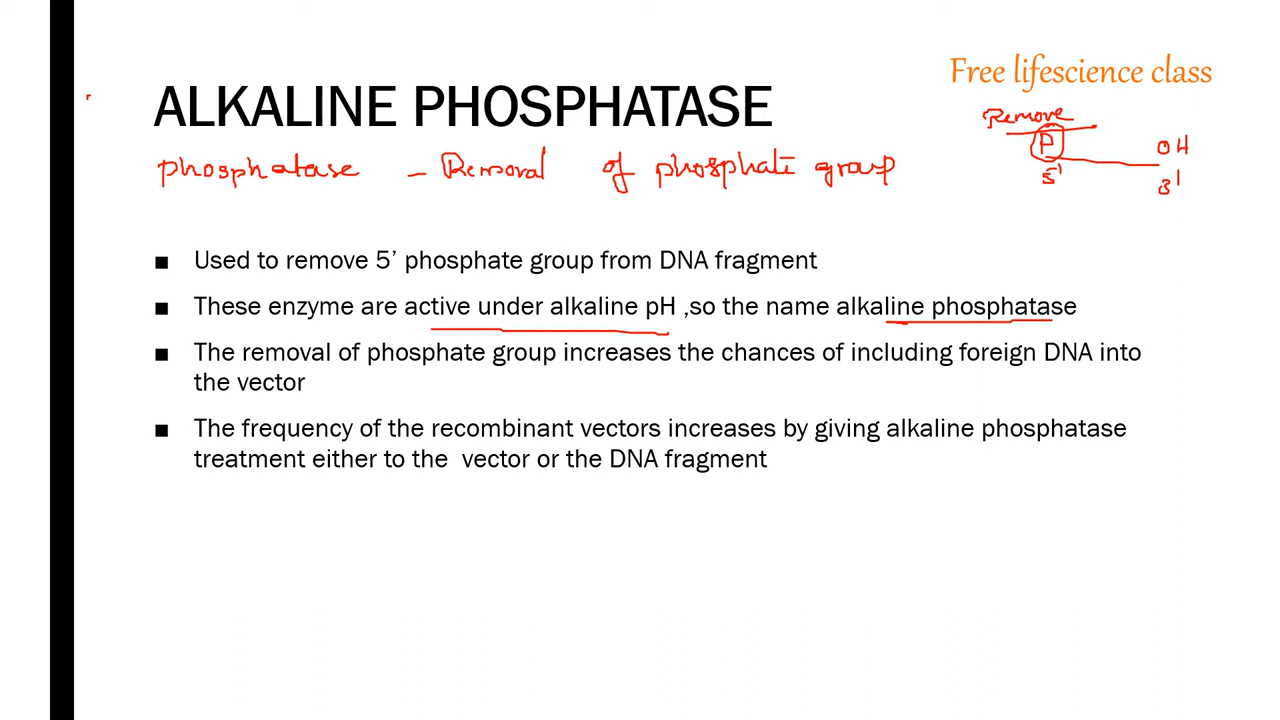 Free lifescience class
ALKALINE PHOSPHATASE
Remove
P
OH
5'
3'
phosphatase - Removal of phosphate group
■ Used to remove 5’ phosphate group from DNA fragment
■ These enzyme are active under alkaline pH ,so the name alkaline phosphatase
■ The removal of phosphate group increases the chances of including foreign DNA into
the vector
■ The frequency of the recombinant vectors increases by giving alkaline phosphatase
treatment either to the vector or the DNA fragment